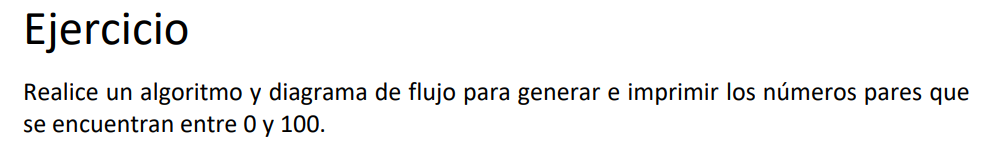 Ejercicio
Realice un algoritmo y diagrama de flujo para generar e imprimir los números pares que
se encuentran entre 0 y 100.